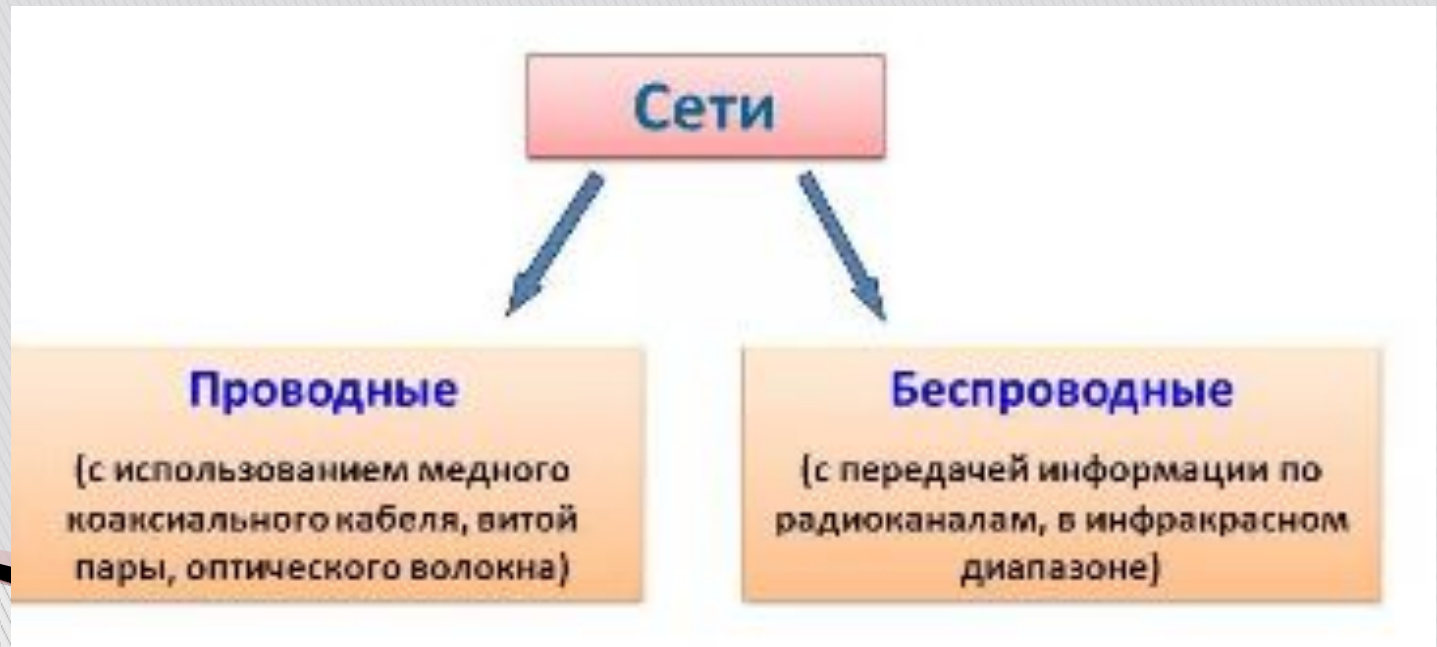 Сети
Проводные
(с использованием медного
коаксиального кабеля, витой
пары, оптического волокна)
Беспроводные
(с передачей информации по
радиоканалам, в инфракрасном
диапазоне)